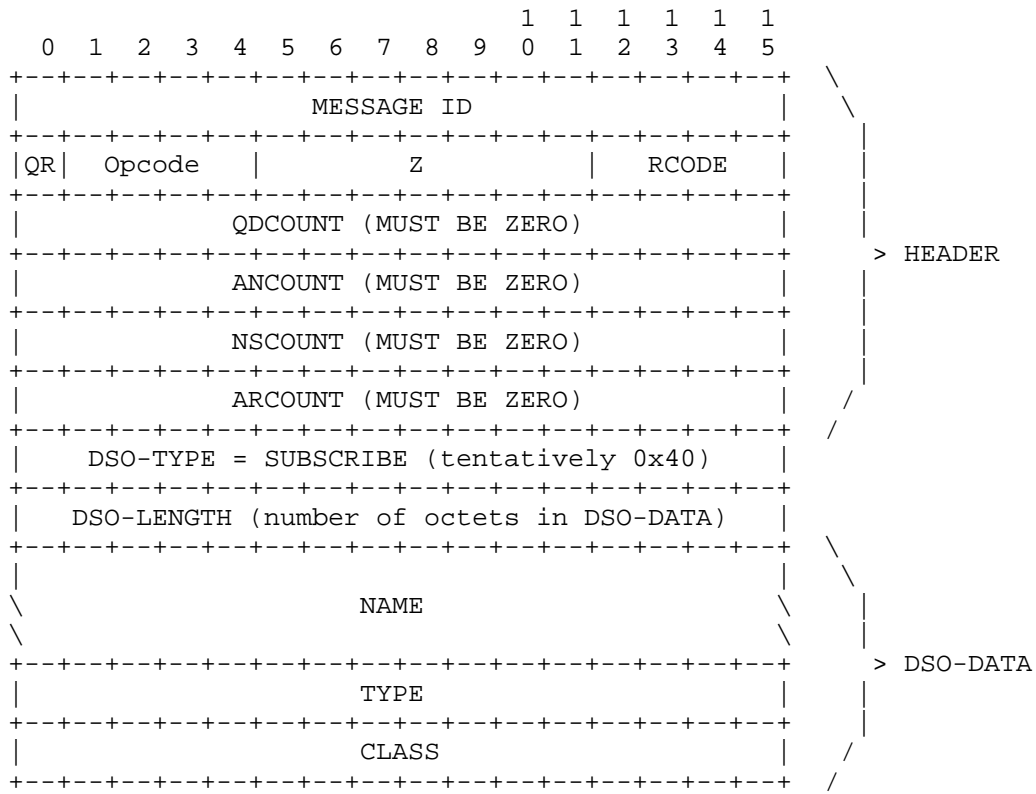 1  1  1  1  1  1
   0  1  2  3  4  5  6  7  8  9  0  1  2  3  4  5
 +--+--+--+--+--+--+--+--+--+--+--+--+--+--+--+--+  \
 |                  MESSAGE ID                   |   \
 +--+--+--+--+--+--+--+--+--+--+--+--+--+--+--+--+    |
 |QR|  Opcode   |         Z          |   RCODE   |    |
 +--+--+--+--+--+--+--+--+--+--+--+--+--+--+--+--+    |
 |             QDCOUNT (MUST BE ZERO)            |    |
 +--+--+--+--+--+--+--+--+--+--+--+--+--+--+--+--+     > HEADER
 |             ANCOUNT (MUST BE ZERO)            |    |
 +--+--+--+--+--+--+--+--+--+--+--+--+--+--+--+--+    |
 |             NSCOUNT (MUST BE ZERO)            |    |
 +--+--+--+--+--+--+--+--+--+--+--+--+--+--+--+--+    |
 |             ARCOUNT (MUST BE ZERO)            |   /
 +--+--+--+--+--+--+--+--+--+--+--+--+--+--+--+--+  /
 |    DSO-TYPE = SUBSCRIBE (tentatively 0x40)    |
 +--+--+--+--+--+--+--+--+--+--+--+--+--+--+--+--+
 |   DSO-LENGTH (number of octets in DSO-DATA)   |
 +--+--+--+--+--+--+--+--+--+--+--+--+--+--+--+--+  \
 |                                               |   \
 \                     NAME                      \    |
 \                                               \    |
 +--+--+--+--+--+--+--+--+--+--+--+--+--+--+--+--+     > DSO-DATA
 |                     TYPE                      |    |
 +--+--+--+--+--+--+--+--+--+--+--+--+--+--+--+--+    |
 |                     CLASS                     |   /
 +--+--+--+--+--+--+--+--+--+--+--+--+--+--+--+--+  /